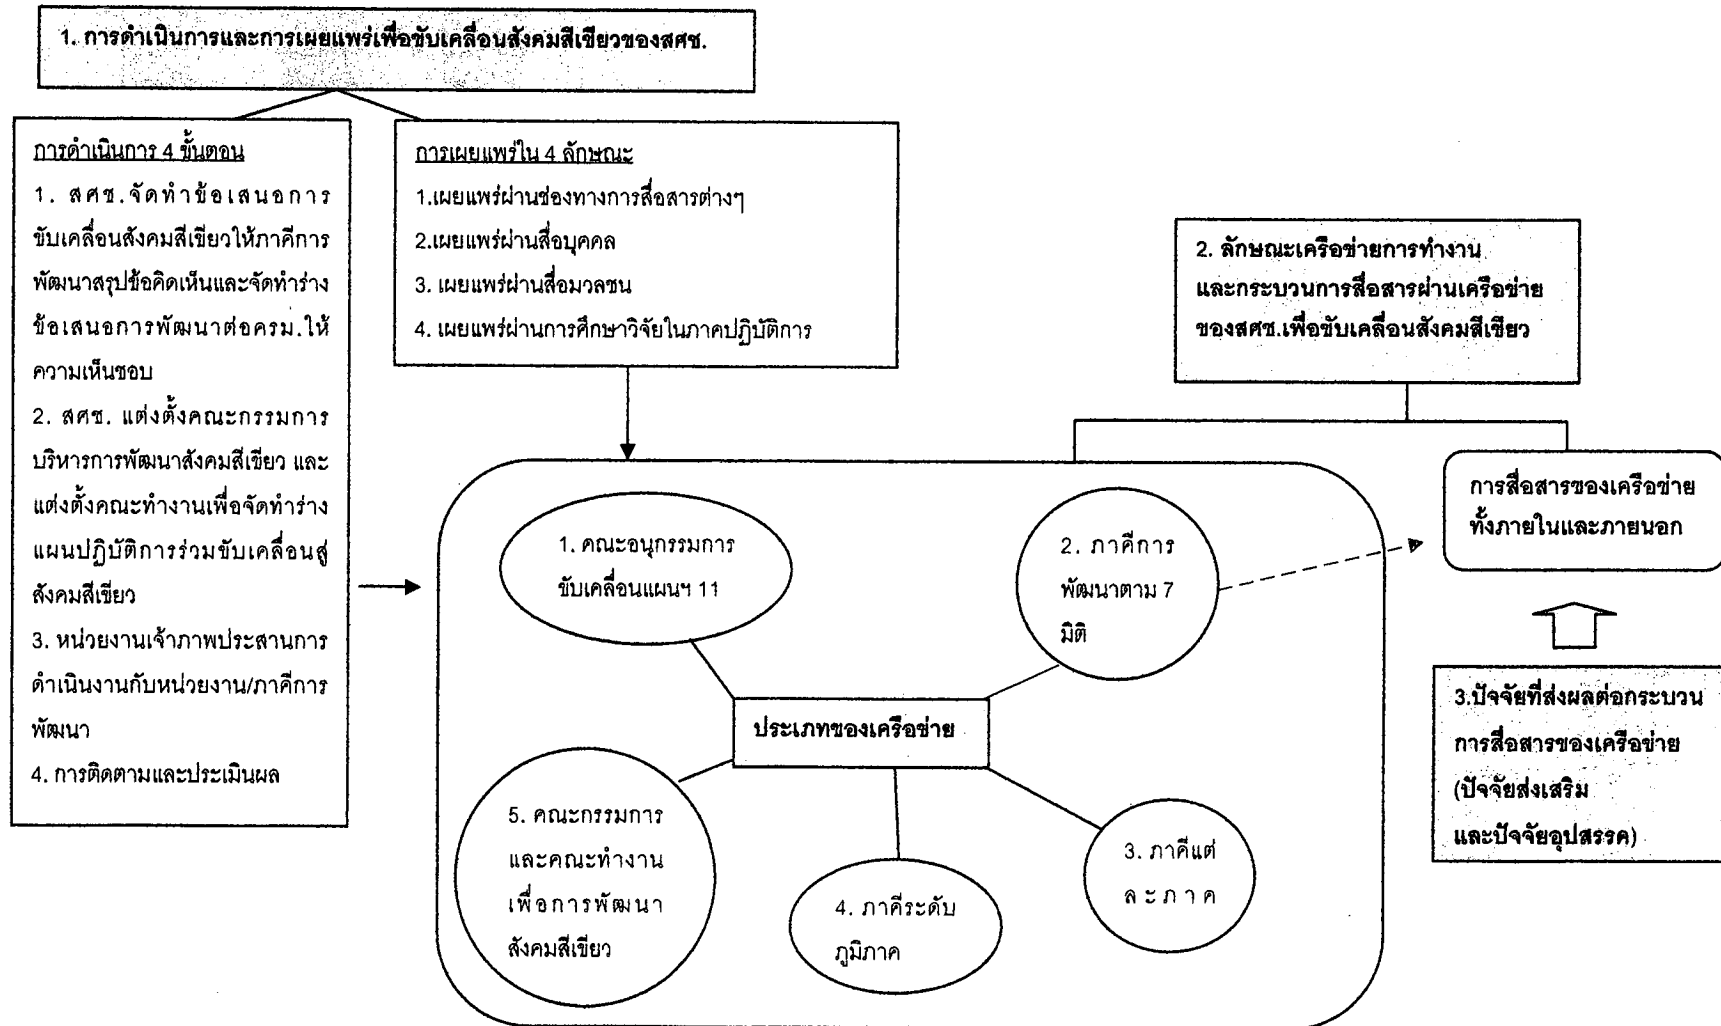 1. การดำเนินการและการเผยแพร่เพื่อขับเคลื่อนสังคมสีเขียวของสศช.
การดำเนินการ 4 ขั้นตอน
1. สศช.จัดทำข้อเสนอการ
ขับเคลื่อนสังคมสีเขียวให้ภาคีการ
พัฒนาสรุปข้อคิดเห็นและจัดทำร่าง
ข้อเสนอการพัฒนาต่อครม.ให้
ความเห็นชอบ
2. สศช. แต่งตั้งคณะกรรมการ
บริหารการพัฒนาสังคมสีเขียว และ
แต่งตั้งคณะทำงานเพื่อจัดทำร่าง
แผนปฏิบัติการร่วมขับเคลื่อนสู่
สังคมสีเขียว
3. หน่วยงานเจ้าภาพประสานการ
ดำเนินงานกับหน่วยงาน/ภาคีการ
พัฒนา
4. การติดตามและประเมินผล
การเผยแพร่ใน 4 ลักษณะ
1.เผยแพร่ผ่านช่องทางการสื่อสารต่างๆ
2.เผยแพร่ผ่านสื่อบุคคล
3. เผยแพร่ผ่านสื่อมวลชน
4. เผยแพร่ผ่านการศึกษาวิจัยในภาคปฏิบัติการ
2. ลักษณะเครือข่ายการทำงาน
และกระบวนการสื่อสารผ่านเครือข่าย
ของสศช.เพื่อขับเคลื่อนสังคมสีเขียว
การสื่อสารของเครือข่าย
ทั้งภายในและภายนอก
3.ปัจจัยที่ส่งผลต่อกระบวน
การสื่อสารของเครือข่าย
(ปัจจัยส่งเสริม
และปัจจัยอุปสรรค)
1. คณะอนุกรรมการ
ขับเคลื่อนแผนฯ 11
2. ภาคีการ
พัฒนาตาม 7
มิติ
ประเภทของเครือข่าย
5. คณะกรรมการ
และคณะทำงาน
เพื่อการพัฒนา
สังคมสีเขียว
4. ภาคีระดับ
ภูมิภาค
3. ภาคีแต่
ละภาค